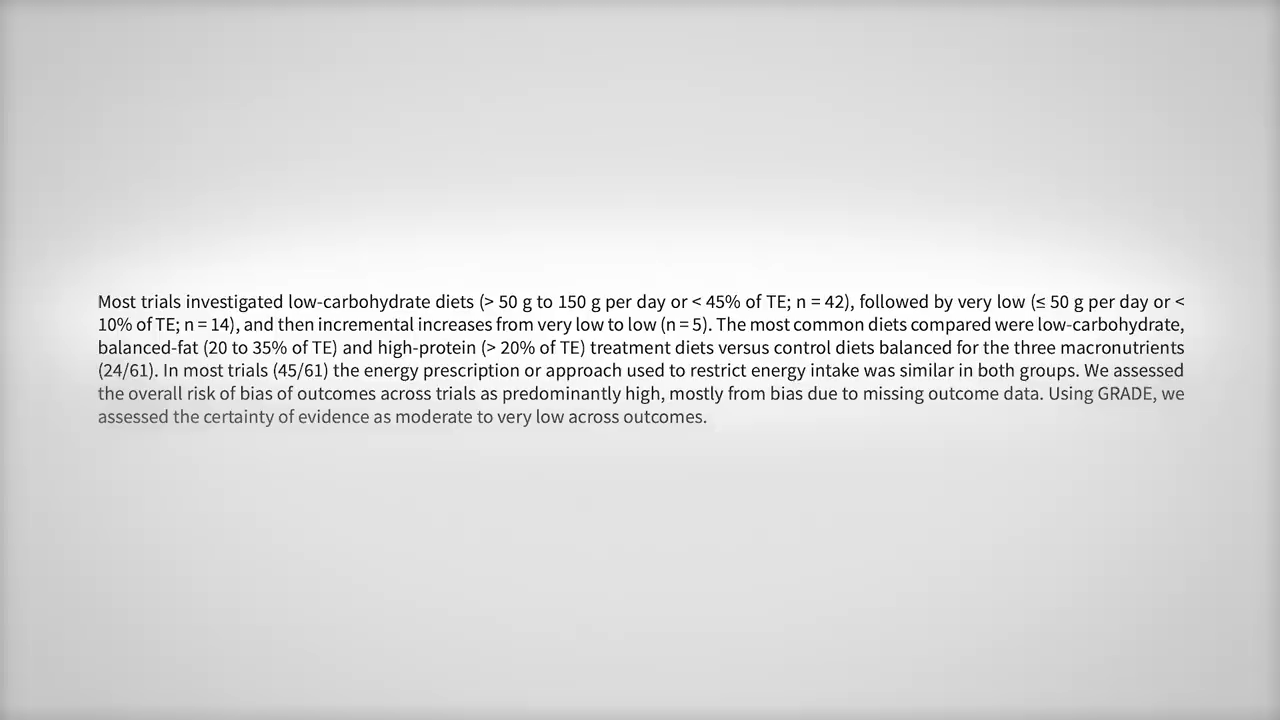 Most trials investigated low-carbohydrate diets (> 50 g to 150 g per day or < 45% of TE; n = 42), followed by very low (≤ 50 g per day or <
10% of TE; n = 14), and then incremental increases from very low to low (n = 5). The most common diets compared were low-carbohydrate,
balanced-fat (20 to 35% of TE) and high-protein (> 20% of TE) treatment diets versus control diets balanced for the three macronutrients
(24/61). In most trials (45/61) the energy prescription or approach used to restrict energy intake was similar in both groups. We assessed
the overall risk of bias of outcomes across trials as predominantly high, mostly from bias due to missing outcome data. Using GRADE, we
assessed the certainty of evidence as moderate to very low across outcomes.